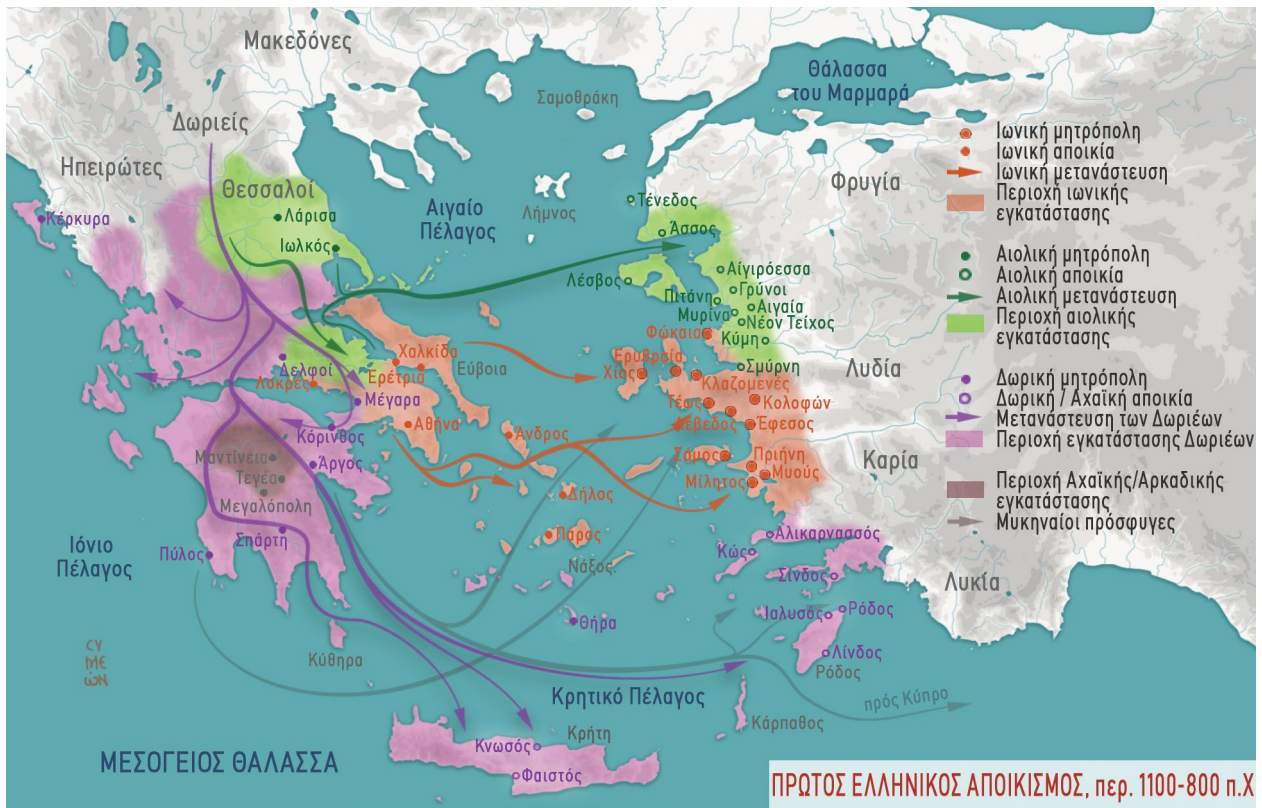 Μακεδόνες
Θάλασσα
του Μαρμαρά
Σαμοθράκη
Δωριείς
Ηπειρώτες
Θεσσαλοί
Φρυγία
Κέρκυρα
Λάρισα
Ιωλκός
Αιγαίο
Πέλαγος
Λήμνος
Τένεδος
Άσσος
Λέσβος
Αίγιρόεσσα
Γρύνοι
Πιτάνη
Αιγαία
Μυρίνα
Νέον Τείχος
Κύμη
Φώκαια
Σμύρνη
Ερυθραία
Χίος
Κλαζομενές
Λυδία
Τέως
Κολοφών
Λέβεδος
Έφεσος
Χαλκίδα
Ερέτρια
Εύβοια
Δελφοί
Λοκρές
Μέγαρα
Αθήνα
Κόρινθος
Άνδρος
Σάμος
Πριήνη
Μυούς
Μίλητος
Καρία
Μαντίνεια
Άργος
Τεγέα
Μεγαλόπολη
Δήλος
Σπάρτη
Πάρος
Νάξος
Πύλος
Ιόνιο
Πέλαγος
Αλικαρνασσός
Κώς
Σίνδος
Λυκία
Ιαλυσός
Ρόδος
Λίνδος
Ρόδος
Θήρα
Κύθηρα
Κρητικό Πέλαγος
πρός Κύπρο
Κάρπαθος
Κνωσός
Κρήτη
Φαιστός
ΜΕΣΟΓΕΙΟΣ ΘΑΛΑΣΣΑ
Ιωνική μητρόπολη
Ιωνική αποικία
Ιωνική μετανάστευση
Περιοχή ιωνικής
εγκατάστασης
Αιολική μητρόπολη
Αιολική αποικία
Αιολική μετανάστευση
Περιοχή αιολικής
εγκατάστασης
Δωρική μητρόπολη
Δωρική / Αχαϊκή αποικία
Μετανάστευση των Δωριέων
Περιοχή εγκατάστασης Δωριέων
Περιοχή Αχαϊκής/Αρκαδικής
εγκατάστασης
Μυκηναίοι πρόσφυγες
ΠΡΩΤΟΣ ΕΛΛΗΝΙΚΟΣ ΑΠΟΙΚΙΣΜΟΣ, περ. 1100-800 π.Χ